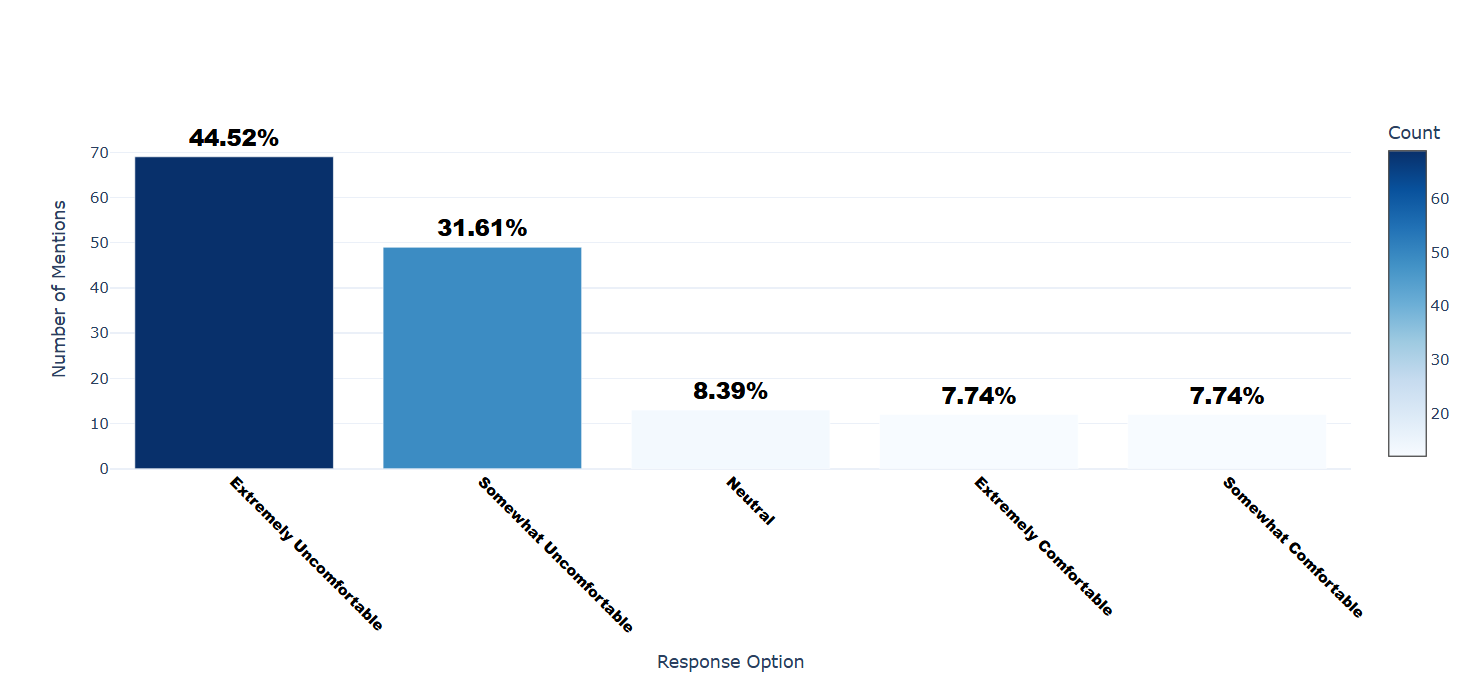 Count
44.52%
70
60
60
31.61%
50
50
Number of Mentions
40
40
30
30
20
8.39%
7.74%
7.74%
20
10
0
Extremely Uncomfortable
Somewhat Uncomfortable
Neutral
Extremely Comfortable
Somewhat Comfortable
Response Option